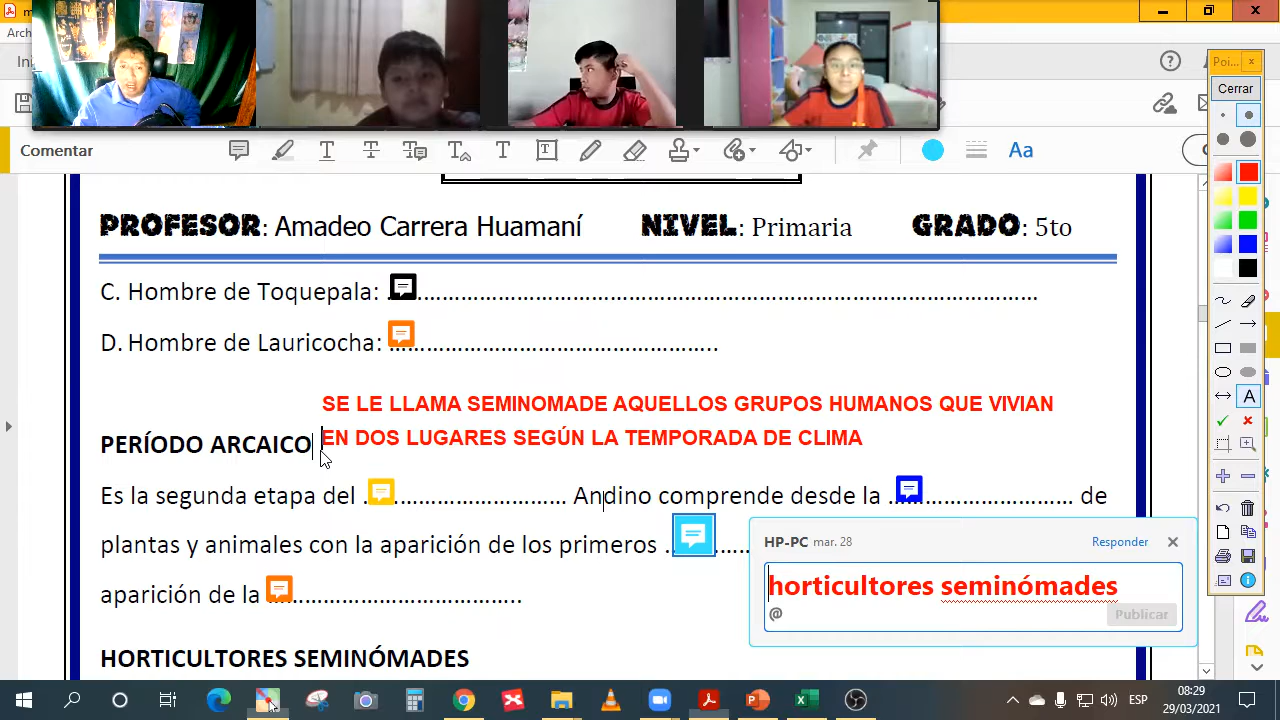 Poi...
Cerrar
Comentar
Aa
PROFESOR: Amadeo Carrera Huamaní NIVEL: Primaria GRADO: 5to
C. Hombre de Toquepala: ………………………………………………………………………………………
D. Hombre de Lauricocha: ……………………………………………..
SE LE LLAMA SEMINOMADE AQUELLOS GRUPOS HUMANOS QUE VIVIAN
EN DOS LUGARES SEGÚN LA TEMPORADA DE CLIMA
PERÍODO ARCAICO
Es la segunda etapa del ………………………… Andino comprende desde la ………………………… de
plantas y animales con la aparición de los primeros …
aparición de la …………………………………..
HP-PC mar. 28 Responder
horticultores seminómades
@ Publicar
HORTICULTORES SEMINÓMADES
A
ESP
08:29
29/03/2021